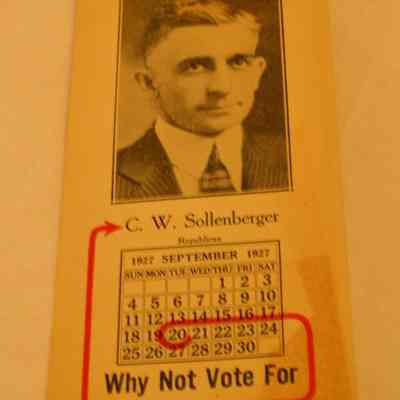 C. W. Sollenberger
Republican
1927 SEPTEMBER 1927
SUN MON TUE WED THU FRI SAT
1 2 3
4 5 6 7 8 9 10
11 12 13 14 15 16 17
18 19 20 21 22 23 24
25 26 27 28 29 30
Why Not Vote For